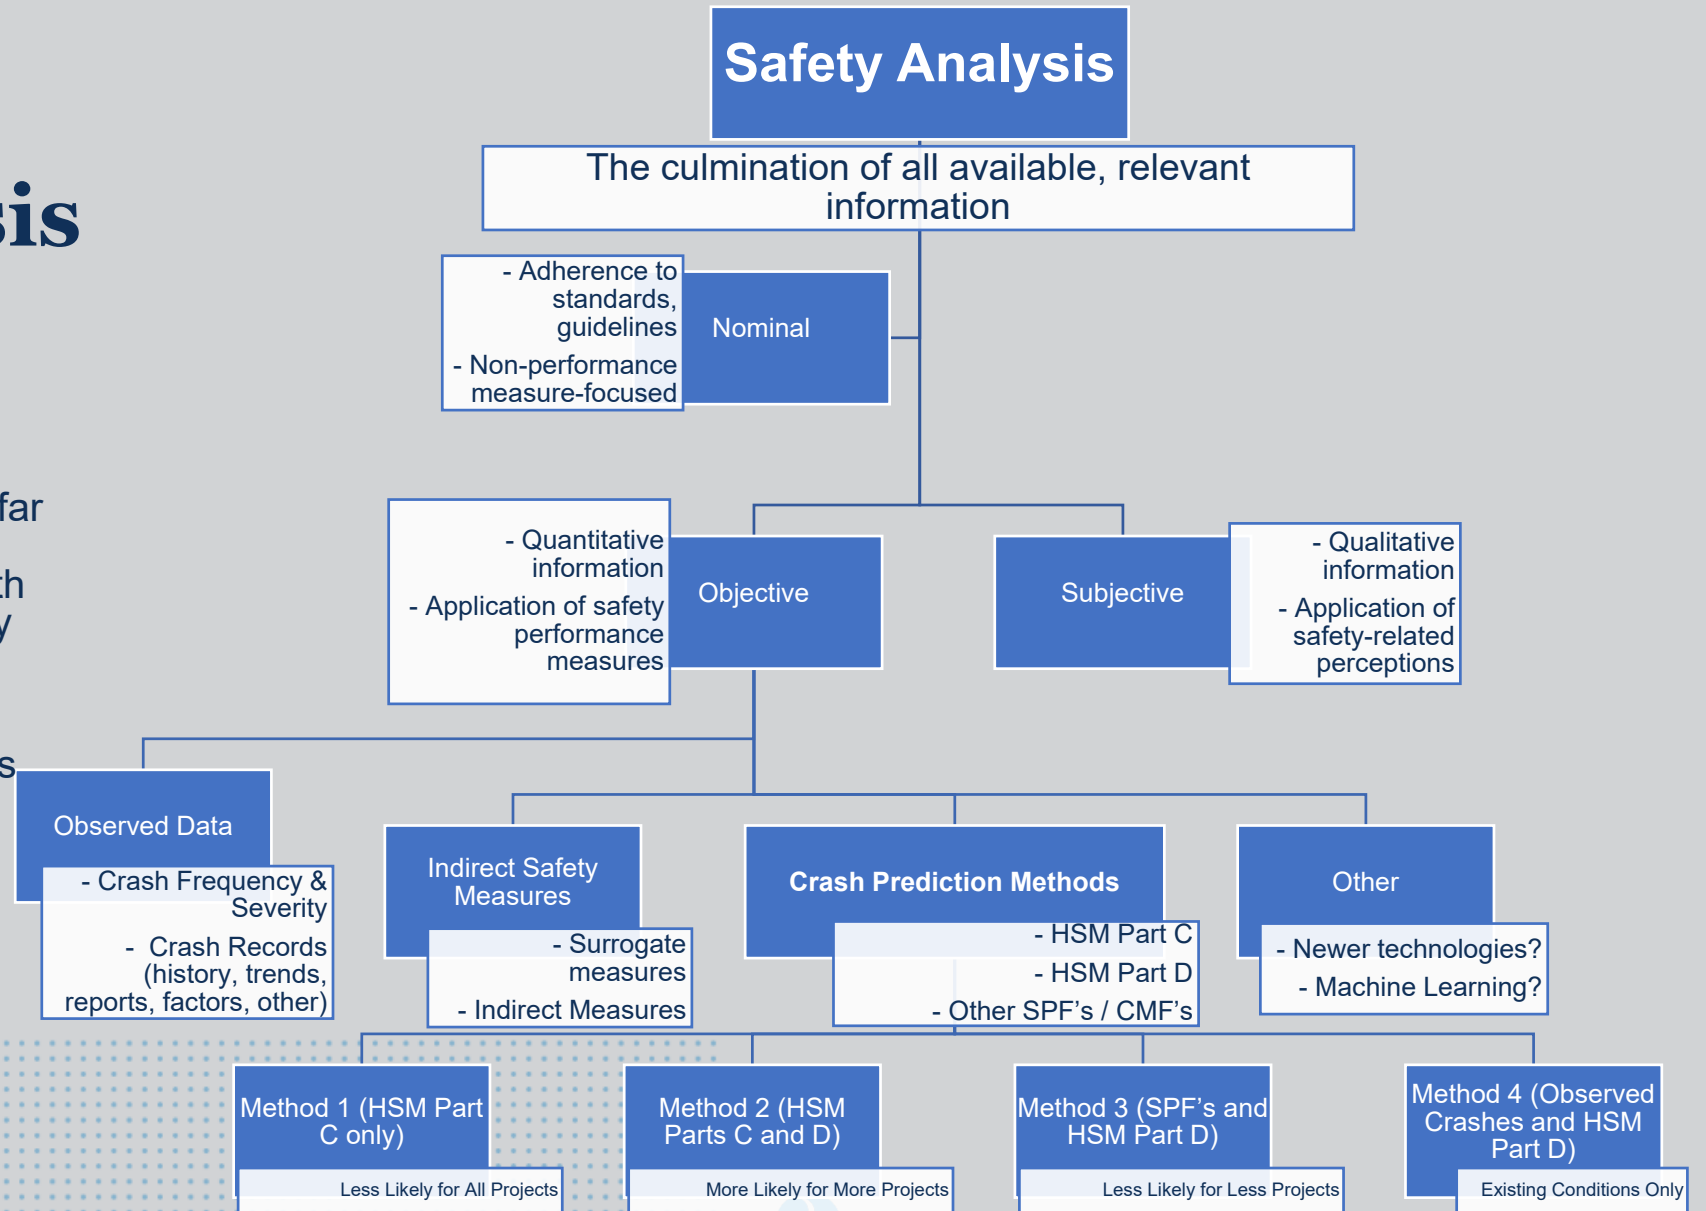 Safety Analysis
The culmination of all available, relevant
information
sis
- Adherence to
standards,
guidelines
- Non-performance
measure-focused
Nominal
far
th
y
s
- Quantitative
information
- Application of safety
performance
measures
Objective
Subjective
- Qualitative
information
- Application of
safety-related
perceptions
Observed Data
- Crash Frequency &
Severity
- Crash Records
(history, trends,
reports, factors, other)
Indirect Safety
Measures
- Surrogate
measures
- Indirect Measures
Crash Prediction Methods
- HSM Part C
- HSM Part D
- Other SPF's / CMF's
Other
- Newer technologies?
- Machine Learning?
Method 1 (HSM Part
C only)
Less Likely for All Projects
Method 2 (HSM
Parts C and D)
More Likely for More Projects
Method 3 (SPF's and
HSM Part D)
Less Likely for Less Projects
Method 4 (Observed
Crashes and HSM
Part D)
Existing Conditions Only